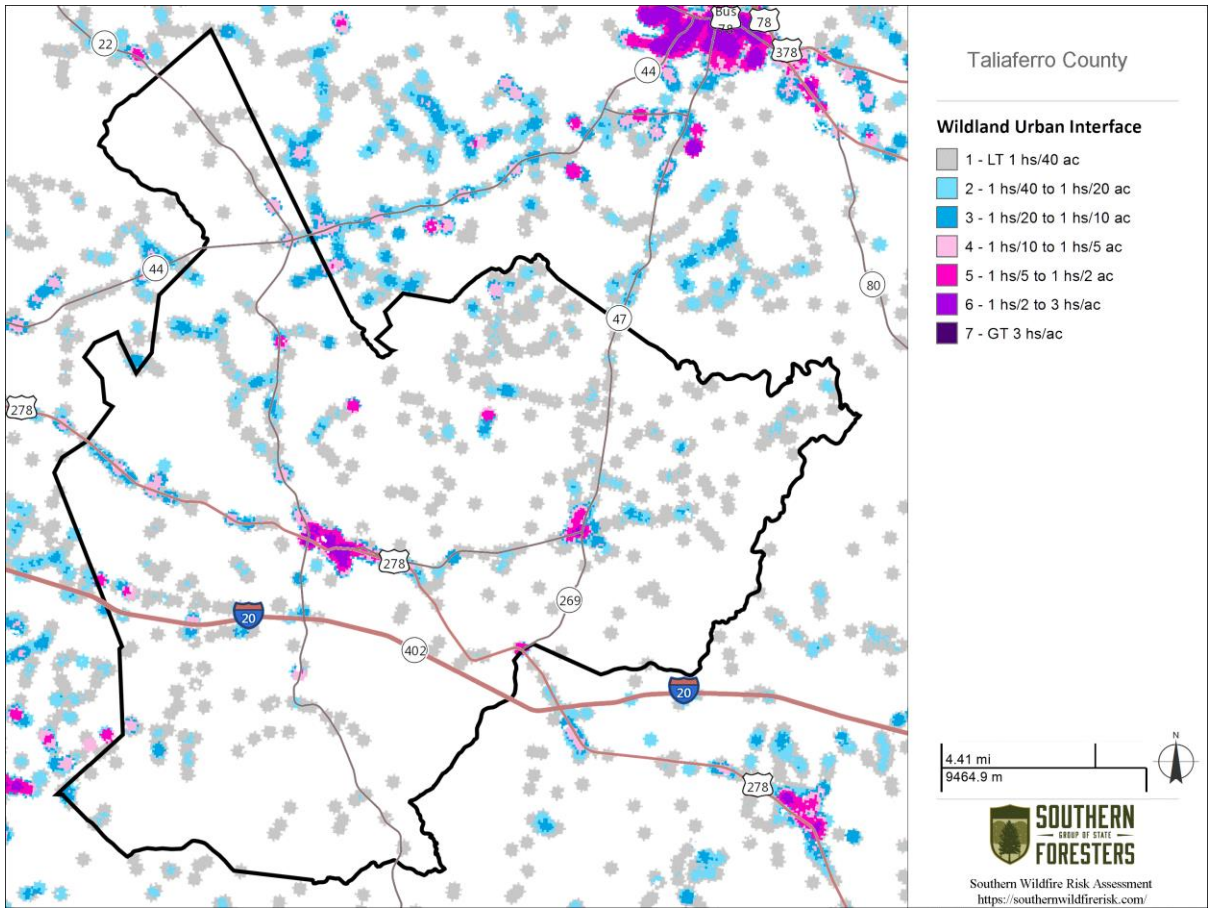 22
Bus
78
78
378
44
44
47
80
278
278
269
20
402
20
278
Taliaferro County
Wildland Urban Interface
1 - LT 1 hs/40 ac
2 - 1 hs/40 to 1 hs/20 ac
3 - 1 hs/20 to 1 hs/10 ac
4 - 1 hs/10 to 1 hs/5 ac
5 - 1 hs/5 to 1 hs/2 ac
6 - 1 hs/2 to 3 hs/ac
7 - GT 3 hs/ac
4.41 mi
9464.9 m
N
SOUTHERN
GROUP OF STATE
FORESTERS
Southern Wildfire Risk Assessment
https://southernwildfirerisk.com/